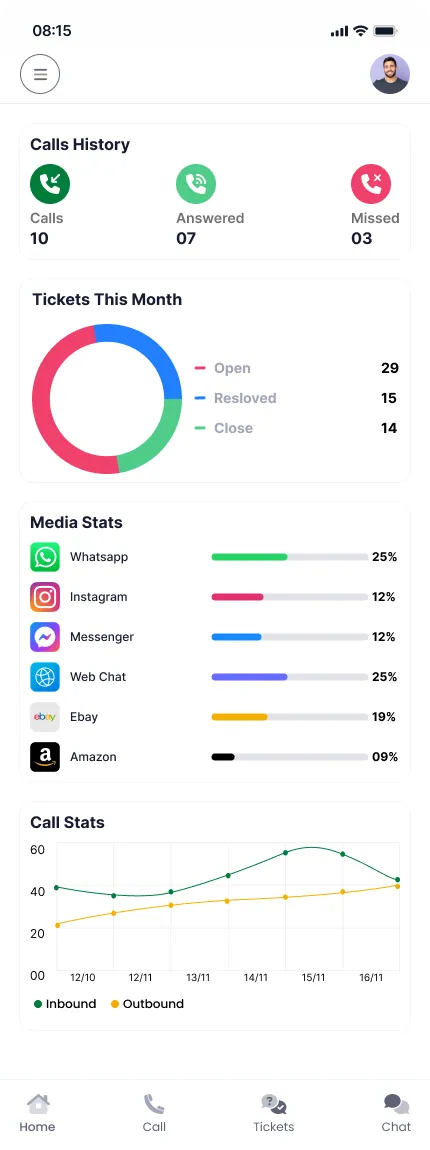 08:15
Calls History
Calls Answered Missed
10 07 03
Tickets This Month
Open 29
Resloved 15
Close 14
Media Stats
Whatsapp 25%
Instagram 12%
Messenger 12%
Web Chat 25%
ebay Ebay 19%
a Amazon 09%
Call Stats
60
40
20
00
12/10 12/11 13/11 14/11 15/11 16/11
Inbound Outbound
Home Call Tickets Chat